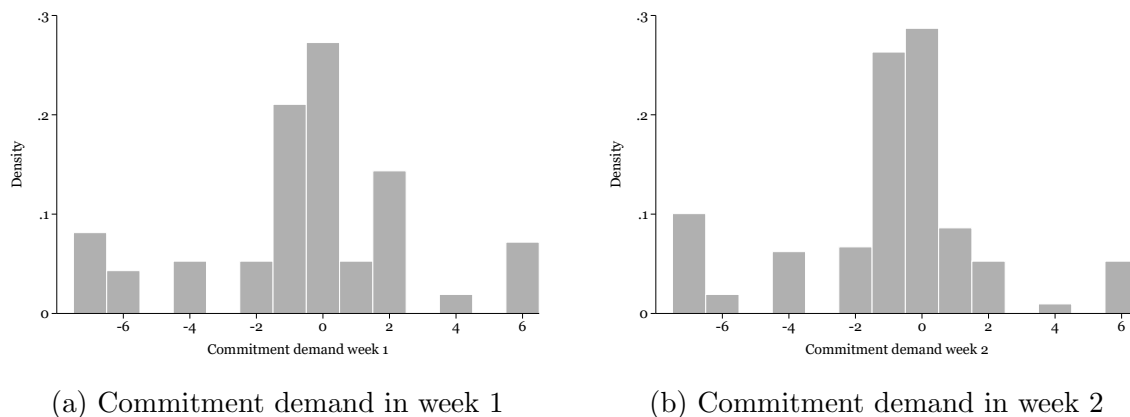 .3
.2
.1
0
Density
-6 -4 -2 0 2 4 6
Commitment demand week 1
(a) Commitment demand in week 1
.3
.2
.1
0
Density
-6 -4 -2 0 2 4 6
Commitment demand week 2
(b) Commitment demand in week 2